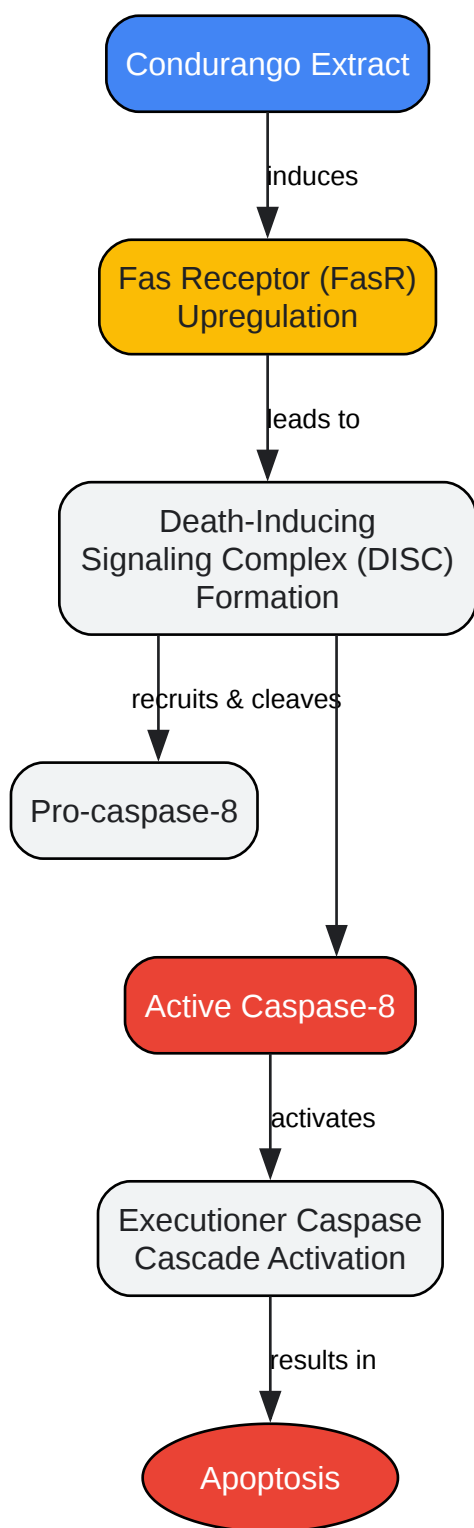 Condurango Extract
induces
Fas Receptor (FasR)
Upregulation
leads to
Death-Inducing
Signaling Complex (DISC)
Formation
recruits & cleaves
Pro-caspase-8
Active Caspase-8
activates
Executioner Caspase
Cascade Activation
results in
Apoptosis